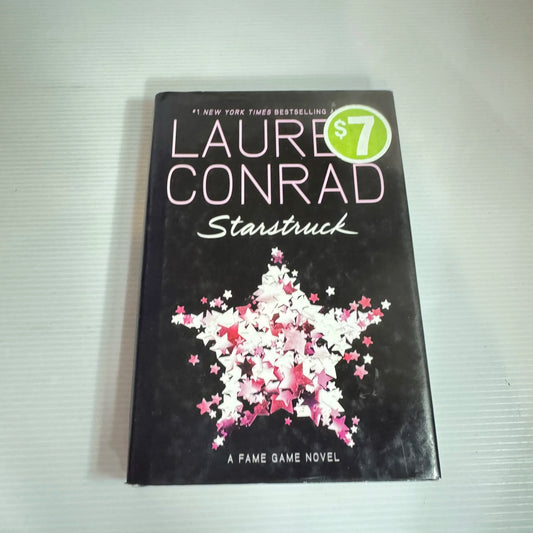 #1 NEW YORK TIMES BESTSELLING
LAURE
$7
CONRAD
Starstruck
A FAME GAME NOVEL